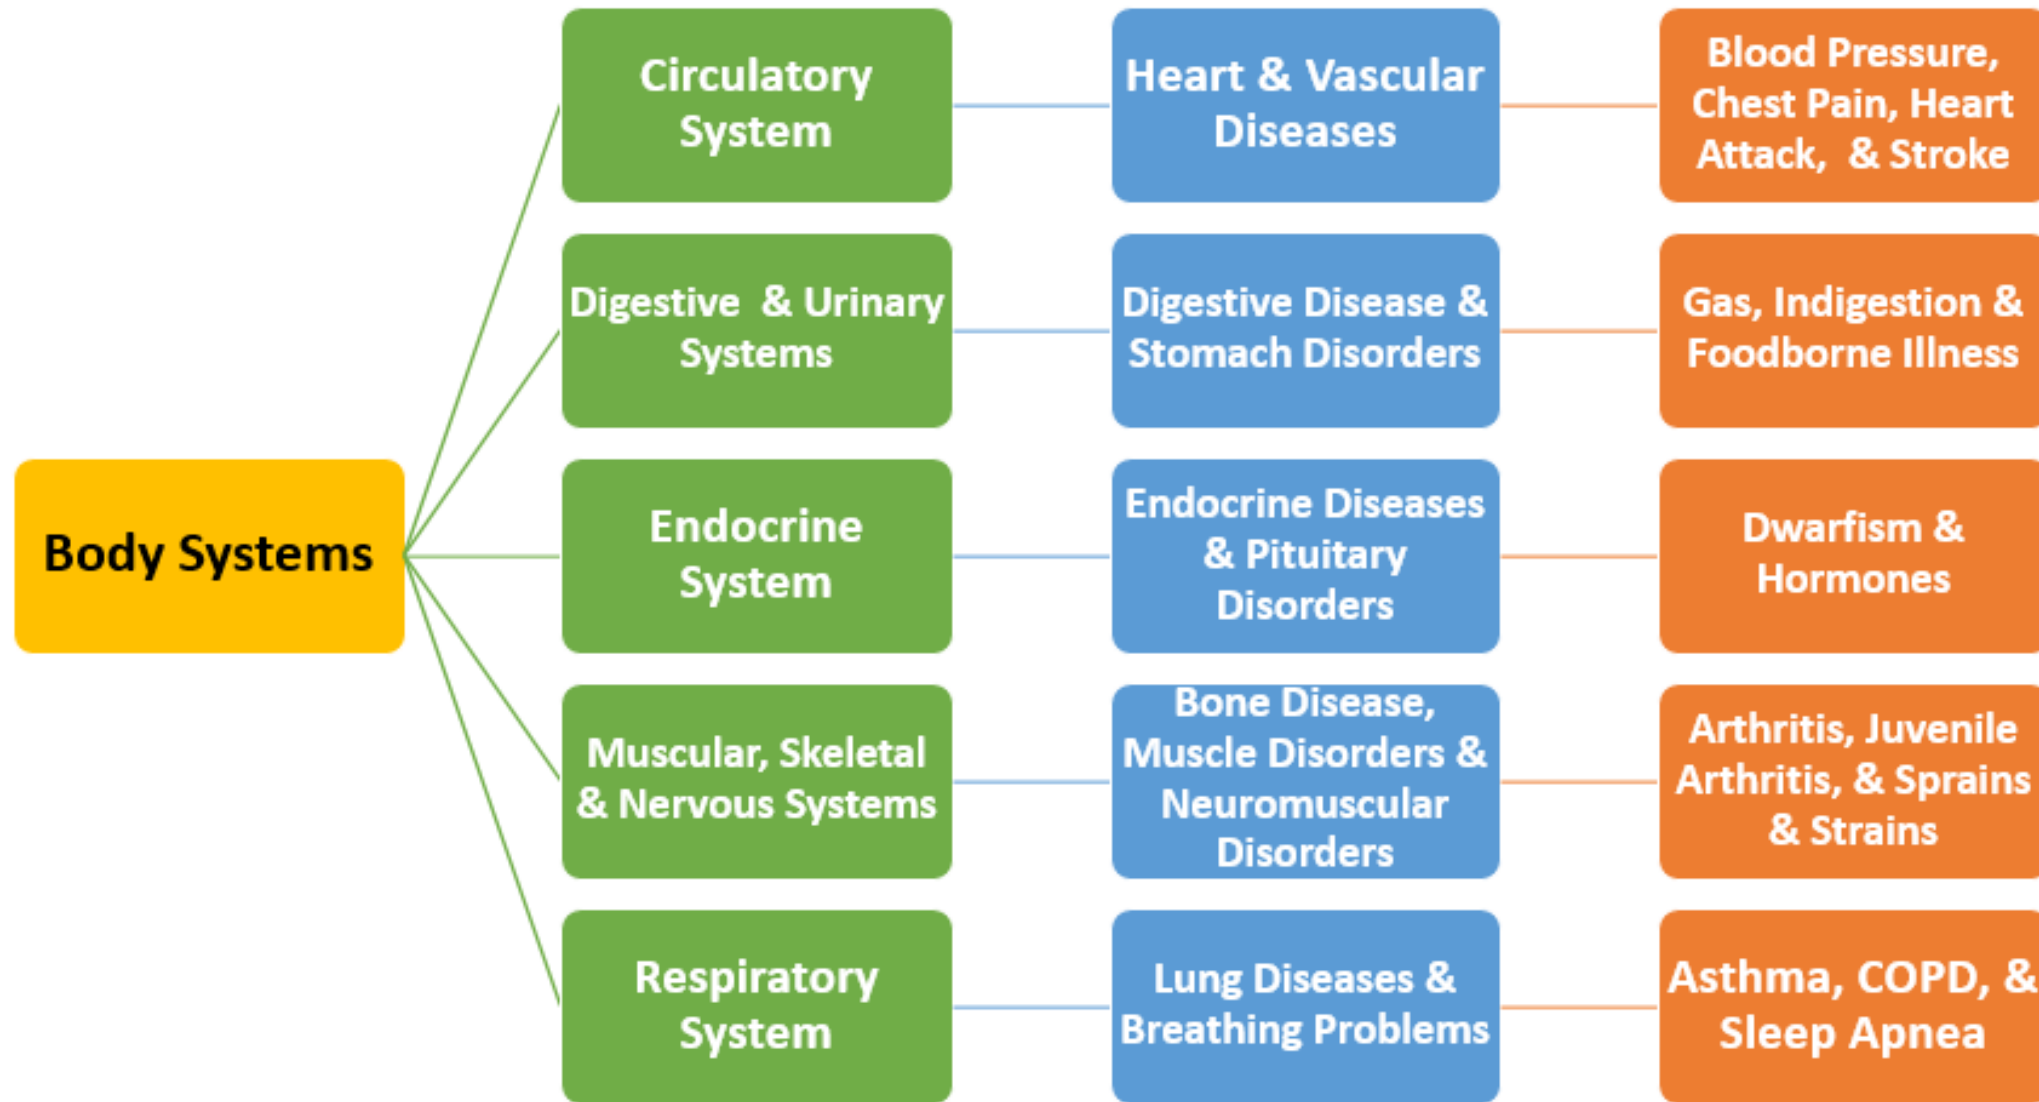 Body Systems
Circulatory
System
Heart & Vascular
Diseases
Blood Pressure,
Chest Pain, Heart
Attack,  & Stroke
Digestive  & Urinary
Systems
Digestive Disease &
Stomach Disorders
Gas, Indigestion &
Foodborne Illness
Endocrine
System
Endocrine Diseases
& Pituitary
Disorders
Dwarfism &
Hormones
Muscular, Skeletal
& Nervous Systems
Bone Disease,
Muscle Disorders &
Neuromuscular
Disorders
Arthritis, Juvenile
Arthritis, & Sprains
& Strains
Respiratory
System
Lung Diseases &
Breathing Problems
Asthma, COPD, &
Sleep Apnea